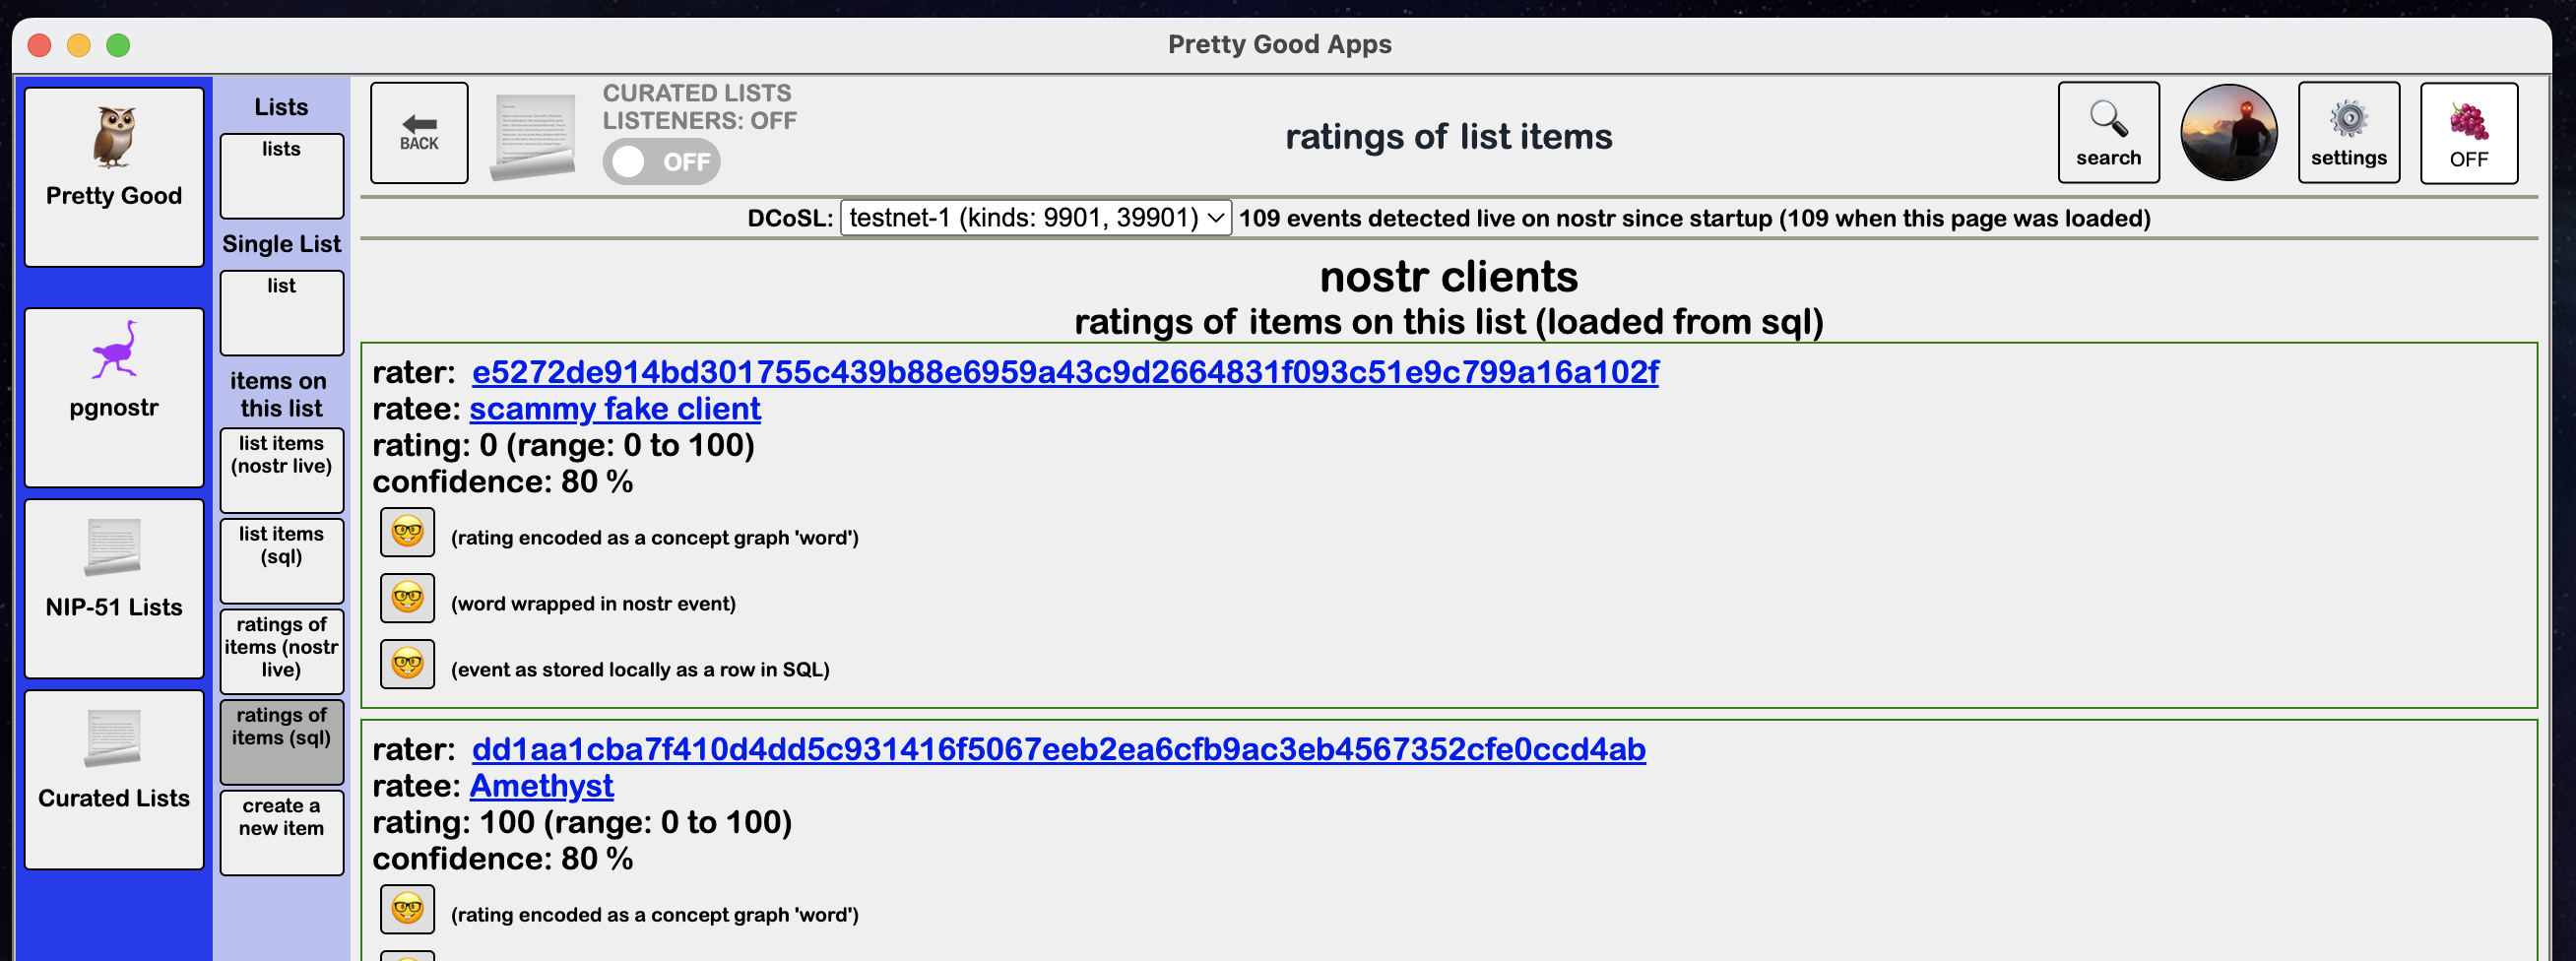 Pretty Good Apps
Pretty Good
pgnostr
NIP-51 Lists
Curated Lists
Lists
lists
Single List
list
items on
this list
list items
(nostr live)
list items
(sql)
ratings of
items (nostr
live)
ratings of
items (sql)
create a
new item
BACK
CURATED LISTS
LISTENERS: OFF
OFF
ratings of list items
search
settings
OFF
DCoSL: testnet-1 (kinds: 9901, 39901) 109 events detected live on nostr since startup (109 when this page was loaded)
nostr clients
ratings of items on this list (loaded from sql)
rater: e5272de914bd301755c439b88e6959a43c9d2664831f093c51e9c799a16a102f
ratee: scammy fake client
rating: 0 (range: 0 to 100)
confidence: 80 %
(rating encoded as a concept graph 'word')
(word wrapped in nostr event)
(event as stored locally as a row in SQL)
rater: dd1aa1cba7f410d4dd5c931416f5067eeb2ea6cfb9ac3eb4567352cfe0ccd4ab
ratee: Amethyst
rating: 100 (range: 0 to 100)
confidence: 80 %
(rating encoded as a concept graph 'word')